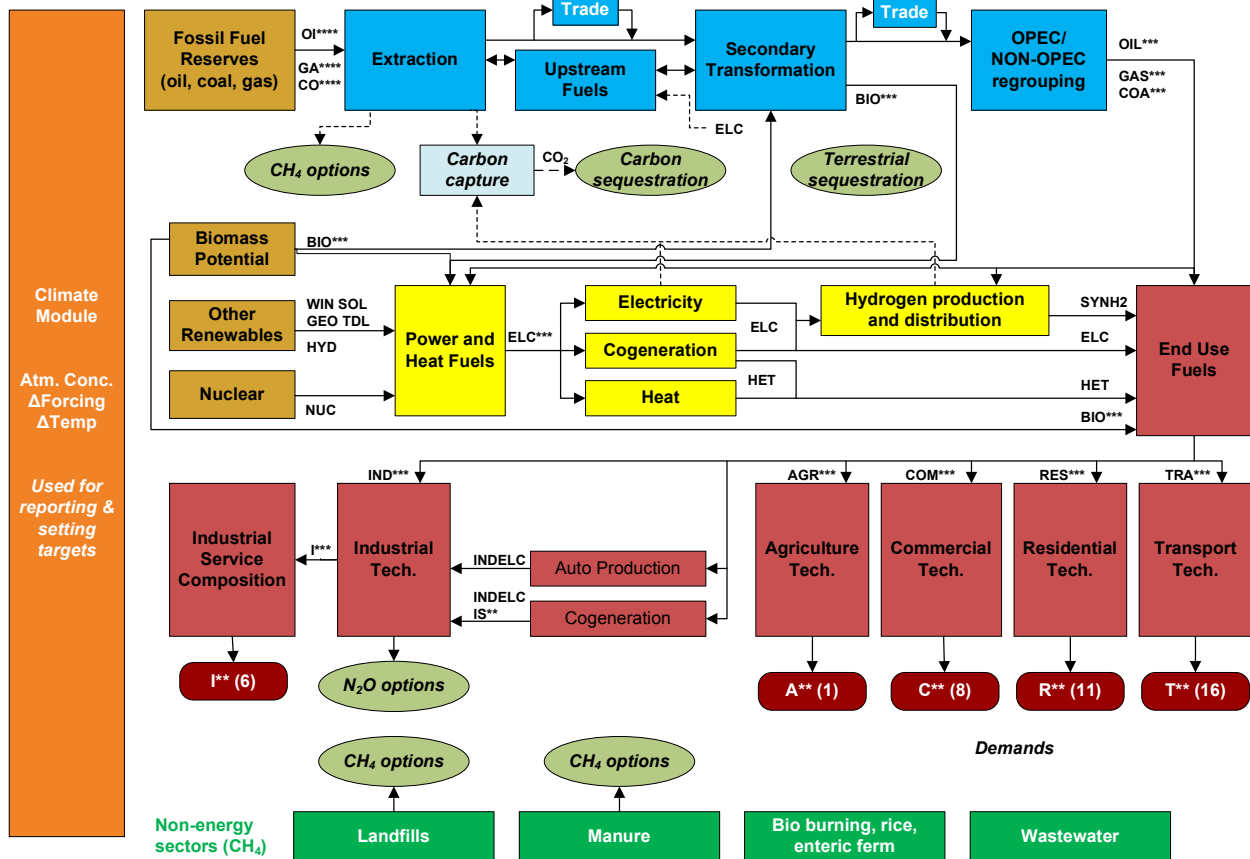 Trade
Trade
Fossil Fuel
Reserves
(oil, coal, gas)
OI****
GA****
CO****
Extraction
Upstream
Fuels
Secondary
Transformation
OPEC/
NON-OPEC
regrouping
OIL***
GAS***
COA***
BIO***
ELC
CH₄ options
Carbon
capture
CO₂
Carbon
sequestration
Terrestrial
sequestration
Climate
Module
Atm. Conc.
ΔForcing
ΔTemp
Used for
reporting &
setting
targets
Biomass
Potential
BIO***
Other
Renewables
WIN SOL
GEO TDL
HYD
Nuclear
NUC
Power and
Heat Fuels
ELC***
Electricity
Cogeneration
Heat
ELC
HET
Hydrogen production
and distribution
SYNH2
ELC
HET
BIO***
End Use
Fuels
IND***
AGR***
COM***
RES***
TRA***
Industrial
Service
Composition
I***
Industrial
Tech.
INDELC
Auto Production
INDELC
IS**
Cogeneration
Agriculture
Tech.
Commercial
Tech.
Residential
Tech.
Transport
Tech.
I** (6)
N₂O options
A** (1)
C** (8)
R** (11)
T** (16)
Demands
CH₄ options
CH₄ options
Non-energy
sectors (CH₄)
Landfills
Manure
Bio burning, rice,
enteric ferm
Wastewater